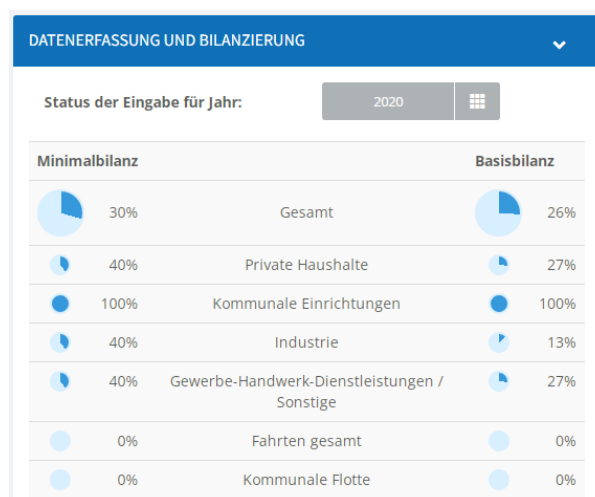 DATENERFASSUNG UND BILANZIERUNG
Status der Eingabe für Jahr: 2020
Minimalbilanz Basisbilanz
30% Gesamt 26%
40% Private Haushalte 27%
100% Kommunale Einrichtungen 100%
40% Industrie 13%
40% Gewerbe-Handwerk-Dienstleistungen / 27%
Sonstige
0% Fahrten gesamt 0%
0% Kommunale Flotte 0%